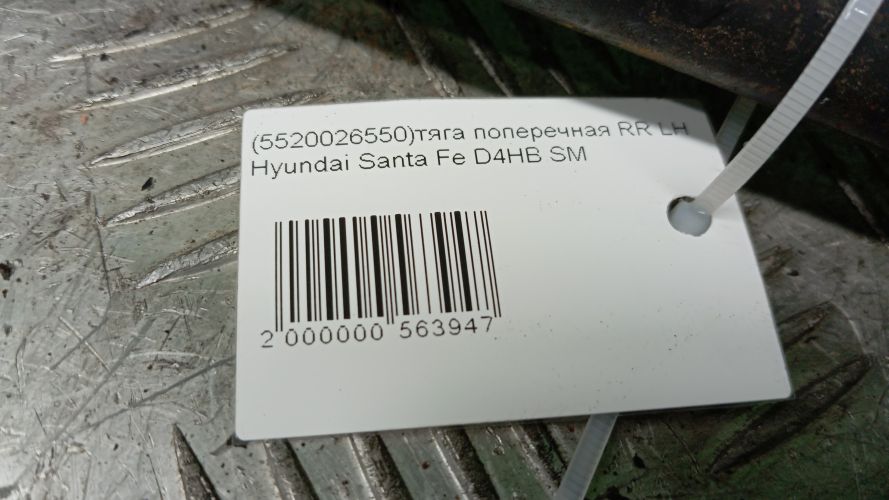 (5520026550)тяга поперечная RR LH
Hyundai Santa Fe D4HB SM
2 000000 563947